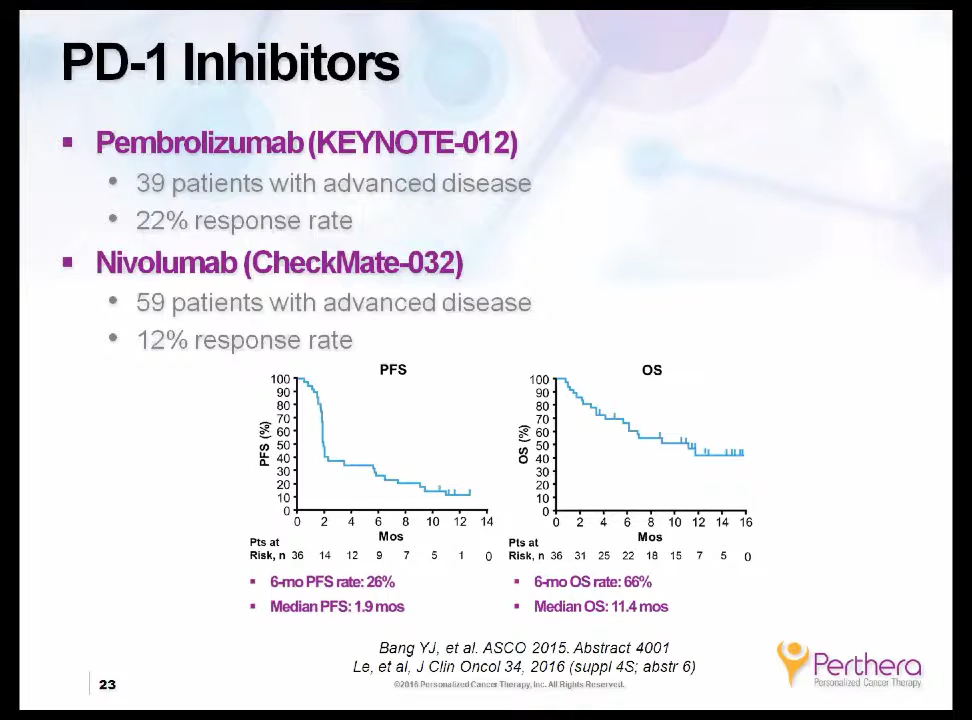 PD-1 Inhibitors
▪ Pembrolizumab (KEYNOTE-012)
• 39 patients with advanced disease
• 22% response rate
▪ Nivolumab (CheckMate-032)
• 59 patients with advanced disease
• 12% response rate
PFS
100
90
80
70
60
50
40
30
20
10
0
PFS (%)
0 2 4 6 8 10 12 14
Mos
Pts at
Risk, n 36 14 12 9 7 5 1 0
▪ 6-mo PFS rate: 26%
▪ Median PFS: 1.9 mos
OS
100
90
80
70
60
50
40
30
20
10
0
OS (%)
0 2 4 6 8 10 12 14 16
Mos
Pts at
Risk, n 36 31 25 22 18 15 7 5 0
▪ 6-mo OS rate: 66%
▪ Median OS: 11.4 mos
Bang YJ, et al. ASCO 2015. Abstract 4001
Le, et al, J Clin Oncol 34, 2016 (suppl 4S; abstr 6)
23
©2016 Personalized Cancer Therapy, Inc. All Rights Reserved.
Perthera
Personalized Cancer Therapy